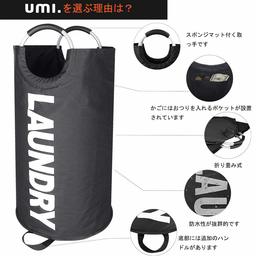 umi.を選ぶ理由は？
スポンジマット付く取
っ手です
かごにはおつりを入れるポケットが設
置されています
折り畳み式
LAUNDRY
防水性が抜群的です
底部には追加のハン
ドルがあります